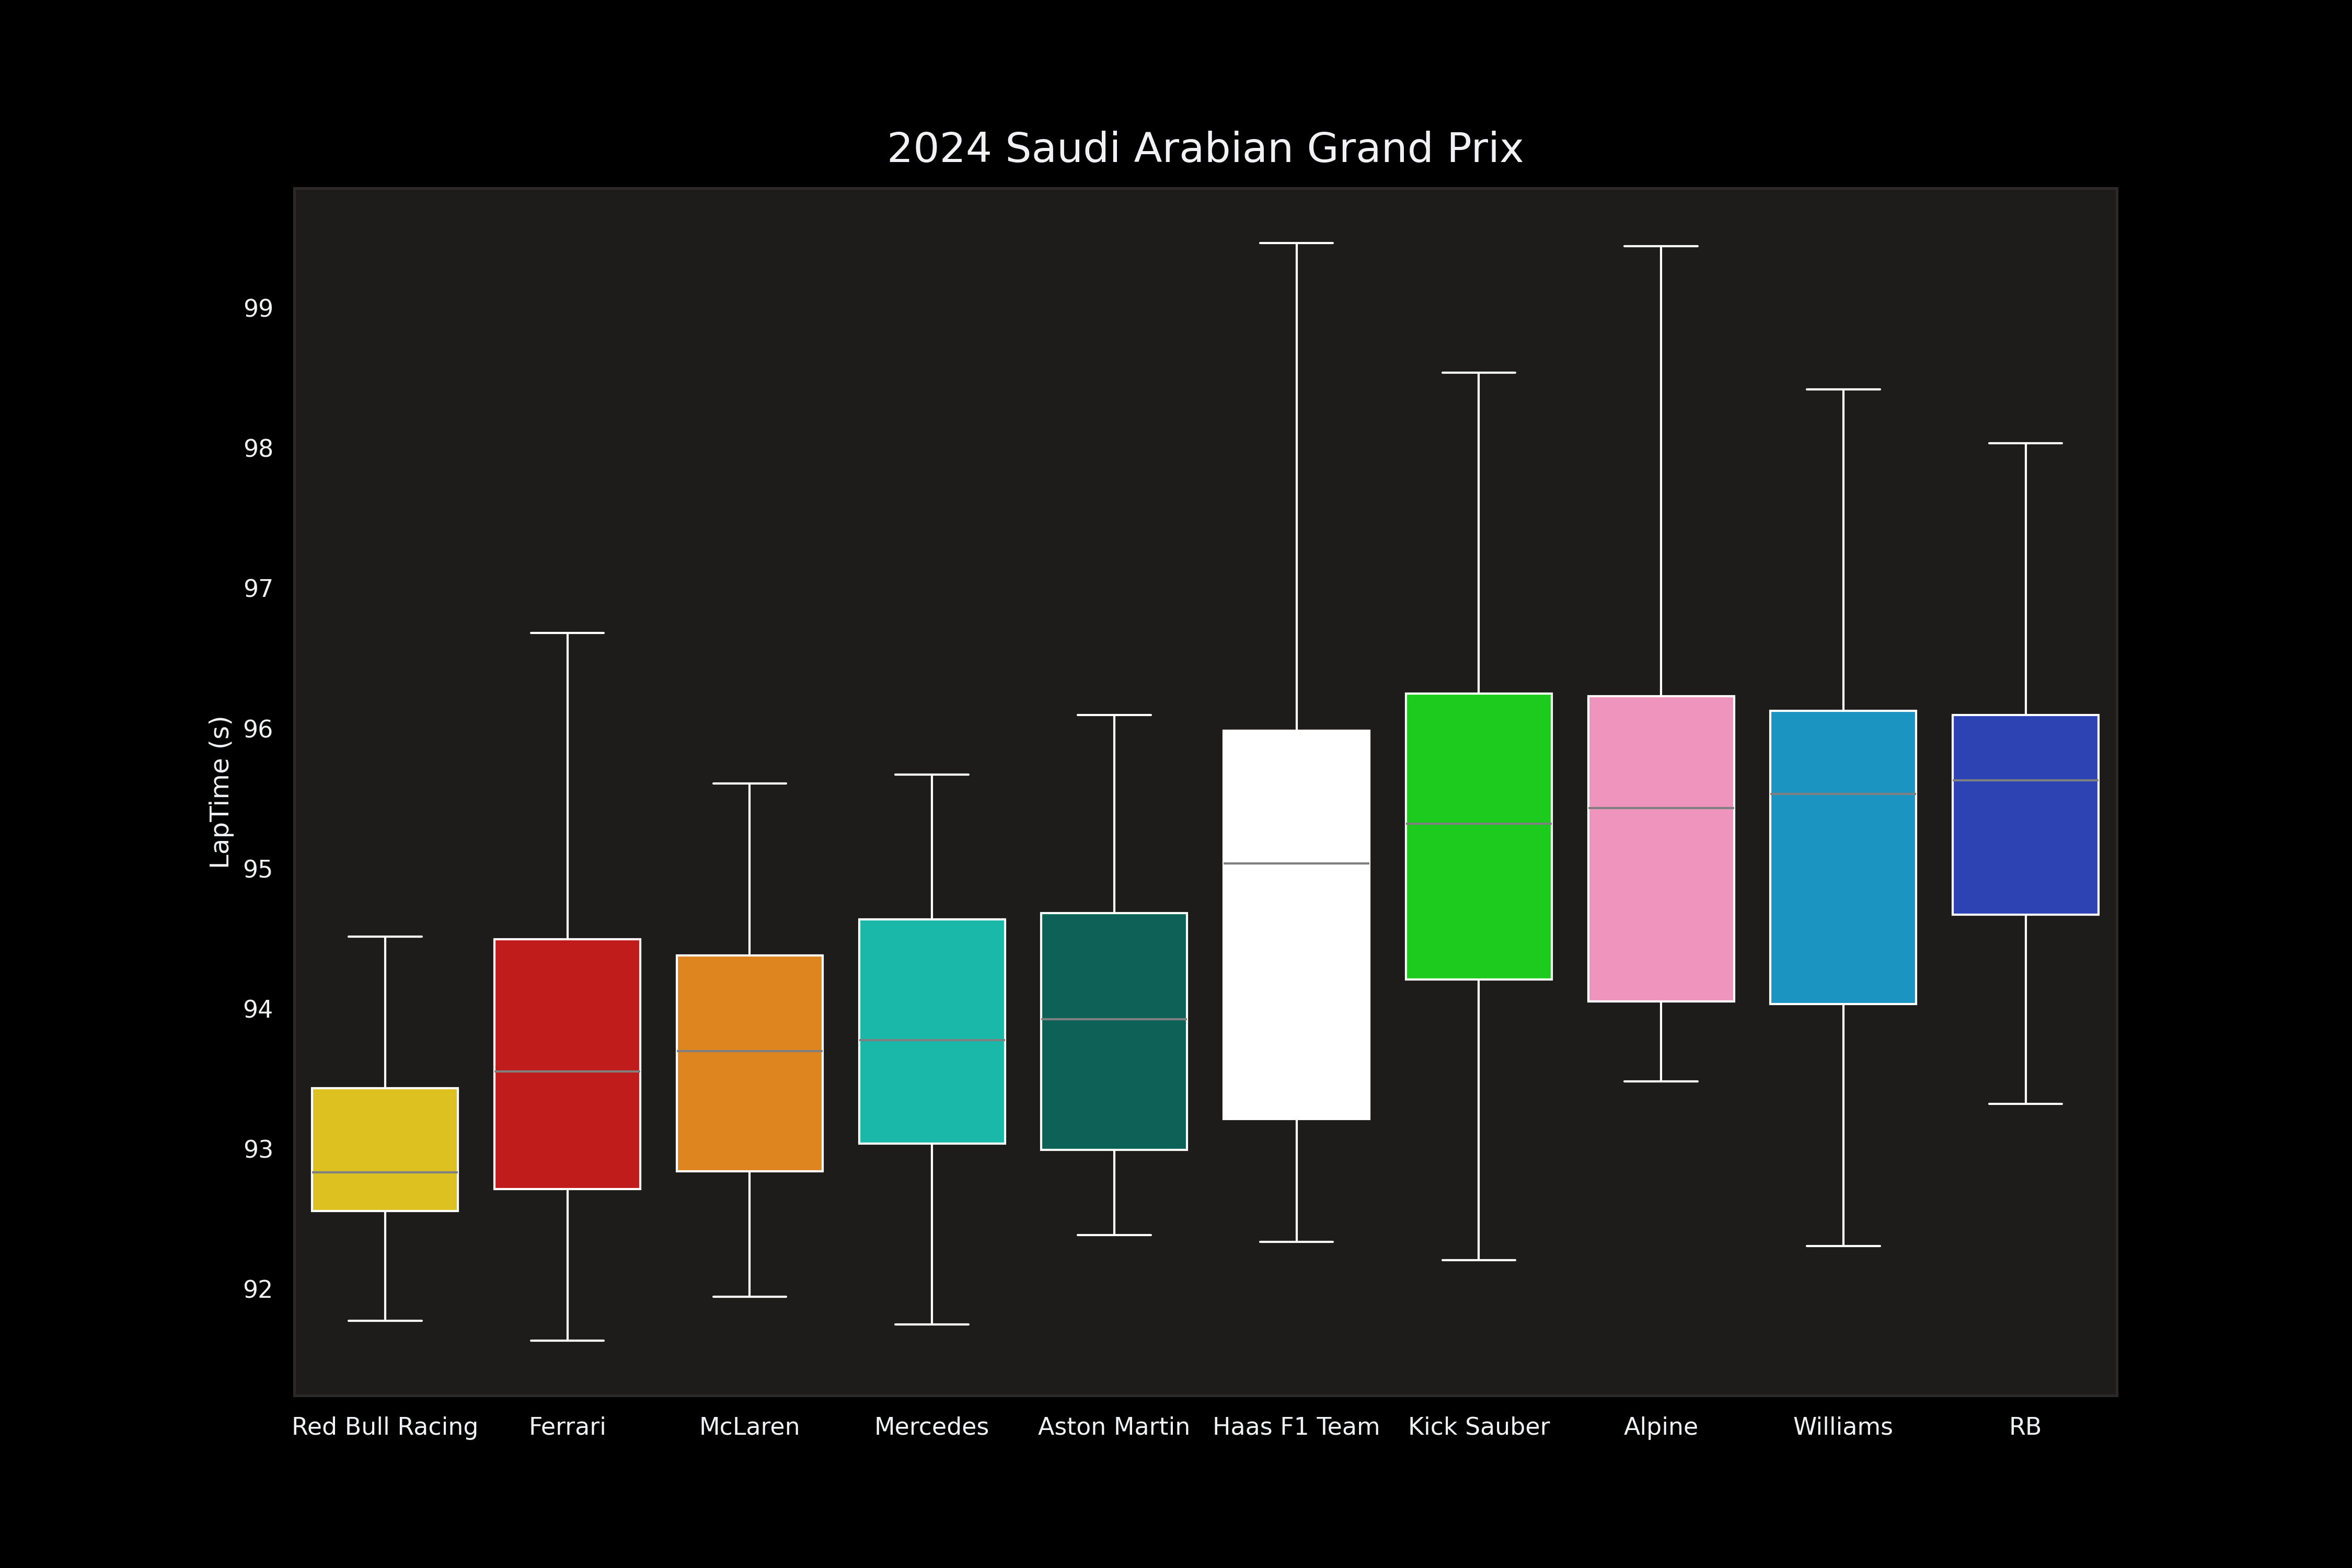 2024 Saudi Arabian Grand Prix
LapTime (s)
99
98
97
96
95
94
93
92
Red Bull Racing
Ferrari
McLaren
Mercedes
Aston Martin
Haas F1 Team
Kick Sauber
Alpine
Williams
RB